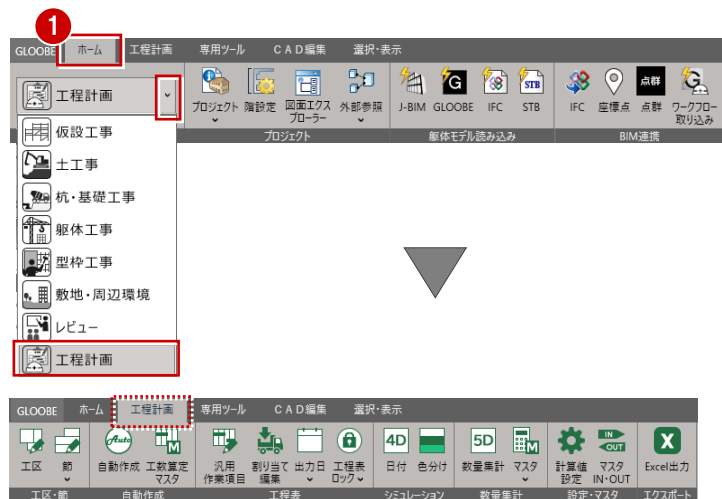 1
GLOOBE ホーム 工程計画 専用ツール CAD編集 選択・表示
工程計画
プロジェクト 階設定 図面エクスプローラー 外部参照 J-BIM GLOOBE IFC STB IFC 座標点 点群 ワークフロー取り込み
G STB 点群 G
プロジェクト 躯体モデル読み込み BIM連携
仮設工事
土工事
杭・基礎工事
躯体工事
型枠工事
敷地・周辺環境
レビュー
工程計画
GLOOBE ホーム 工程計画 専用ツール CAD編集 選択・表示
Auto M 4D 5D M IN OUT X
工区 節 自動作成 工数算定マスタ 汎用作業項目 割り当て編集 出力日 工程表ロック 日付 色分け 数量集計 マスタ 計算値設定 マスタIN・OUT Excel出力
工区・節 自動作成 工程表 シミュレーション 数量集計 設定・マスタ エクスポート